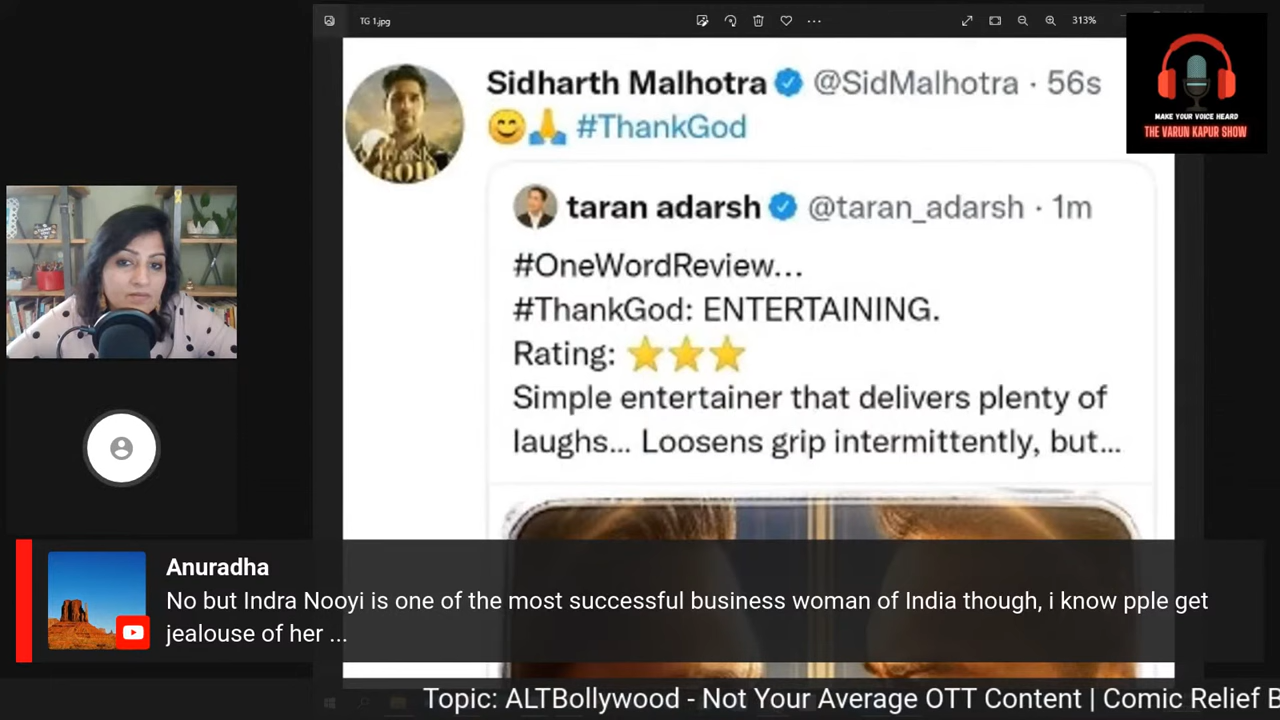 TG 1.jpg
313%
Sidharth Malhotra @SidMalhotra · 56s
😊🙏 #ThankGod
THANK
GOD
taran adarsh @taran_adarsh · 1m
#OneWordReview...
#ThankGod: ENTERTAINING.
Rating: ⭐⭐⭐
Simple entertainer that delivers plenty of
laughs... Loosens grip intermittently, but...
MAKE YOUR VOICE HEARD
THE VARUN KAPUR SHOW
Anuradha
No but Indra Nooyi is one of the most successful business woman of India though, i know pple get
jealouse of her ...
Topic: ALTBollywood - Not Your Average OTT Content | Comic Relief B